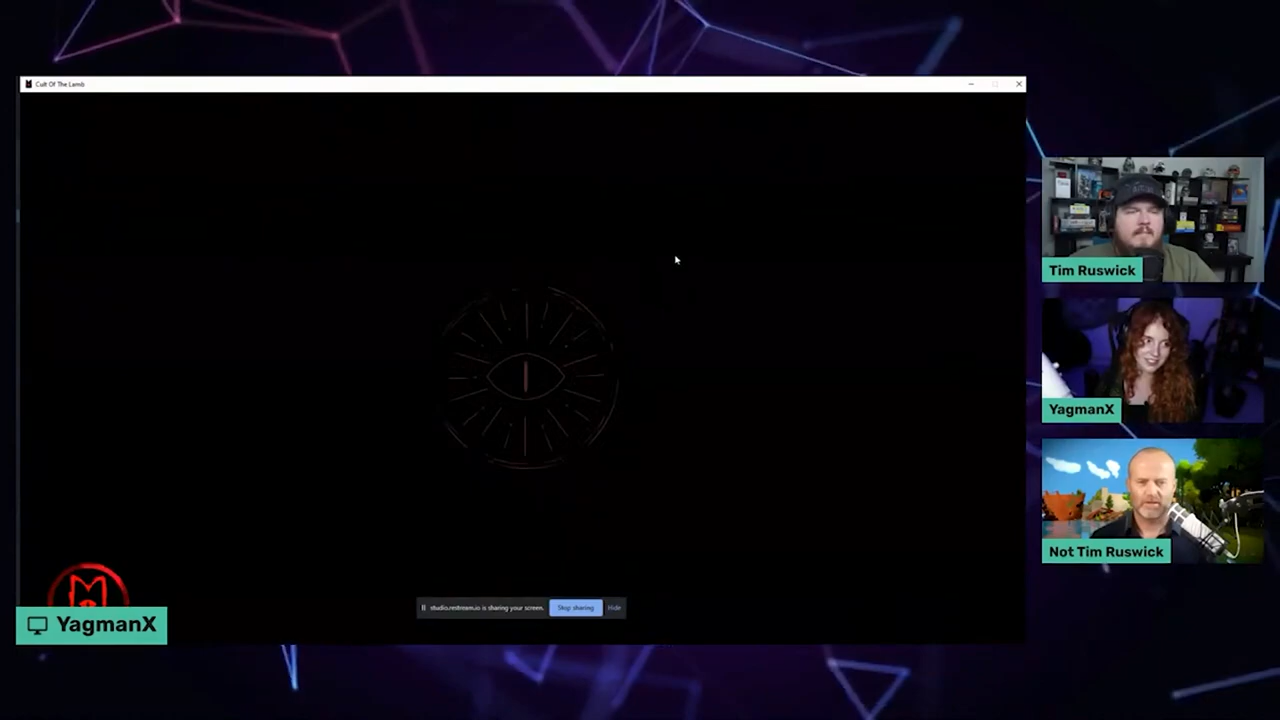 Cult Of The Lamb
Tim Ruswick
YagmanX
Not Tim Ruswick
studio.restream.io is sharing your screen.
Stop sharing
Hide
YagmanX